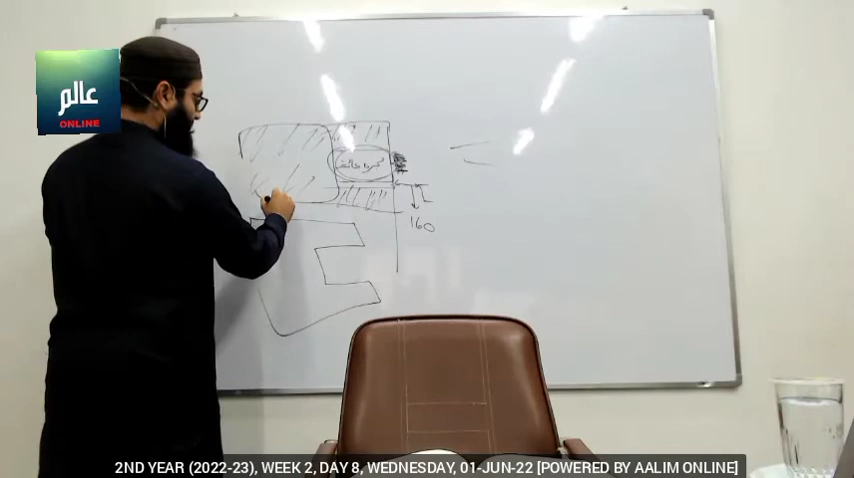 عالم
ONLINE
160
2ND YEAR (2022-23), WEEK 2, DAY 8, WEDNESDAY, 01-JUN-22 [POWERED BY AALIM ONLINE]